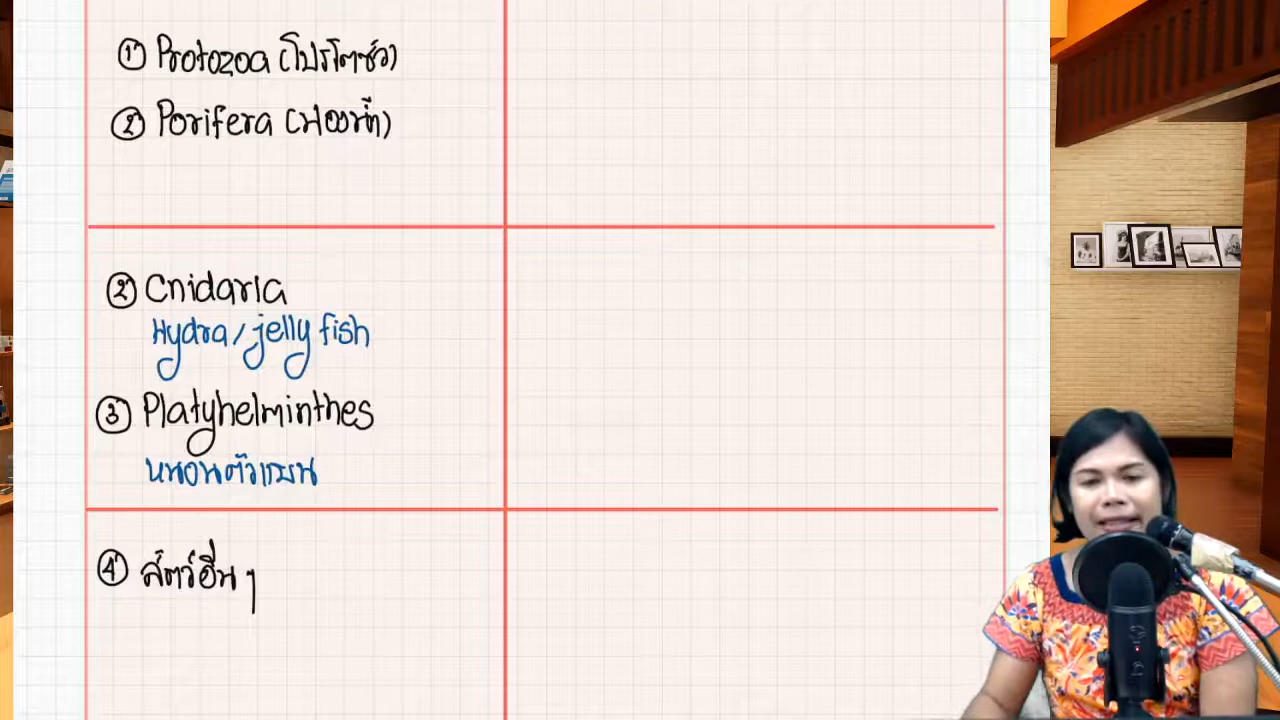 ① Protozoa (โปรโตซัว)
② Porifera (ฟองน้ำ)
② Cnidaria
Hydra / jelly fish
③ Platyhelminthes
หนอนตัวแบน
④ สัตว์อื่น ๆ